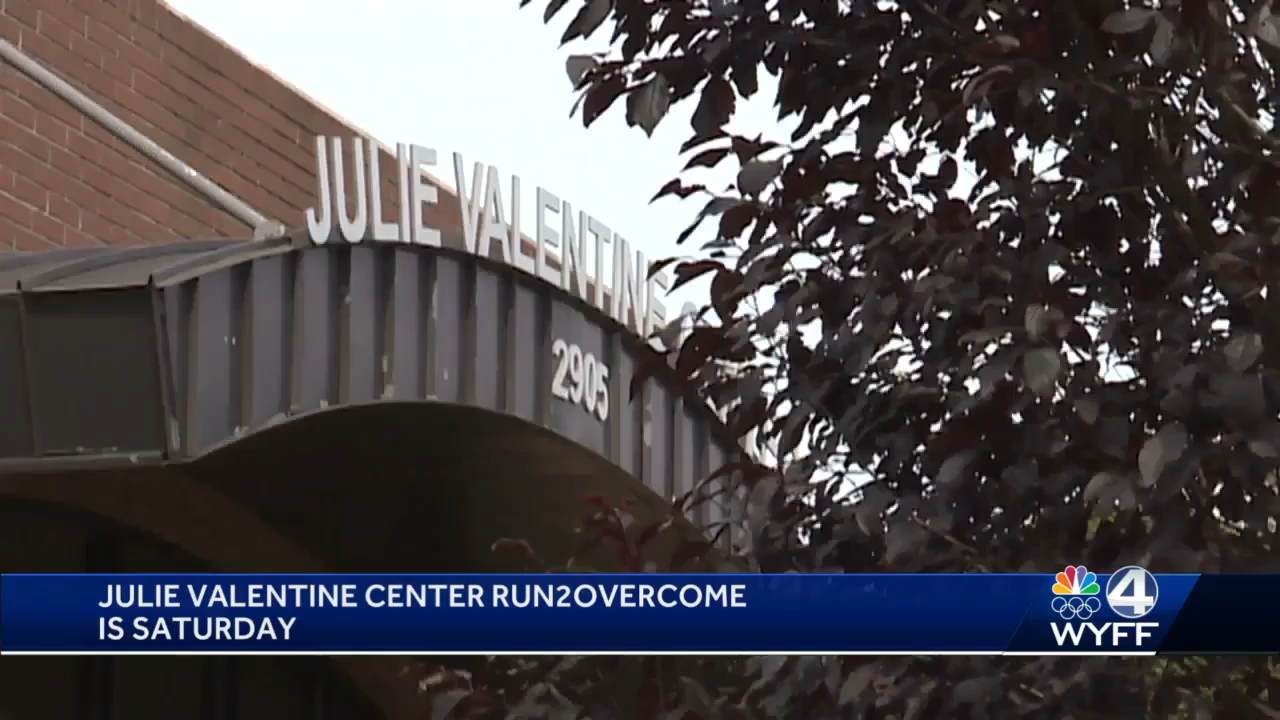 JULIE VALENTINE
2905
JULIE VALENTINE CENTER RUN2OVERCOME
IS SATURDAY
4
WYFF